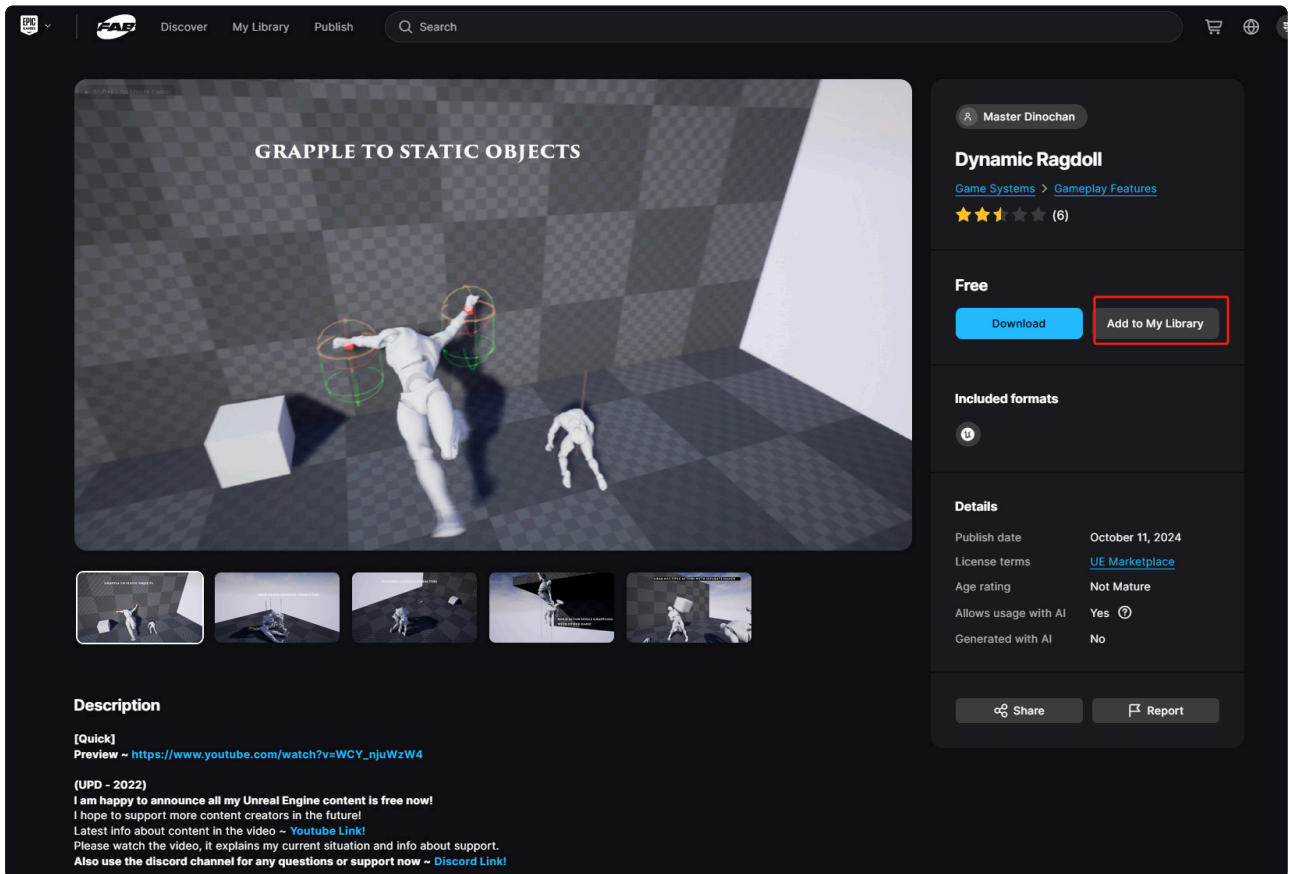 EPIC GAMES
FAB
Discover
My Library
Publish
Search
GRAPPLE TO STATIC OBJECTS
Master Dinochan
Dynamic Ragdoll
Game Systems > Gameplay Features
(6)
Free
Download
Add to My Library
Included formats
Details
Publish date October 11, 2024
License terms UE Marketplace
Age rating Not Mature
Allows usage with AI Yes
Generated with AI No
Share
Report
GRAPPLE TO STATIC OBJECTS
Description
[Quick]
Preview ~ https://www.youtube.com/watch?v=WCY_njuWzW4
(UPD - 2022)
I am happy to announce all my Unreal Engine content is free now!
I hope to support more content creators in the future!
Latest info about content in the video ~ Youtube Link!
Please watch the video, it explains my current situation and info about support.
Also use the discord channel for any questions or support now ~ Discord Link!